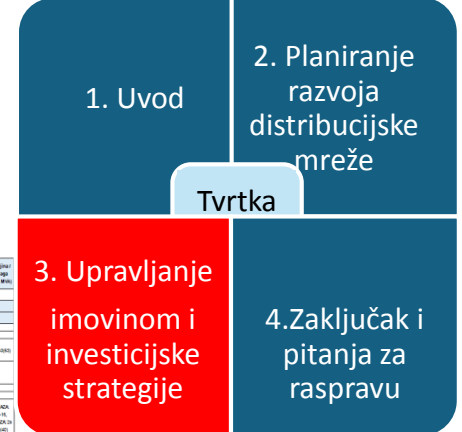 1. Uvod
2. Planiranje
razvoja
distribucijske
mreže
Tvrtka
3. Upravljanje
imovinom i
investicijske
strategije
4.Zaključak i
pitanja za
raspravu